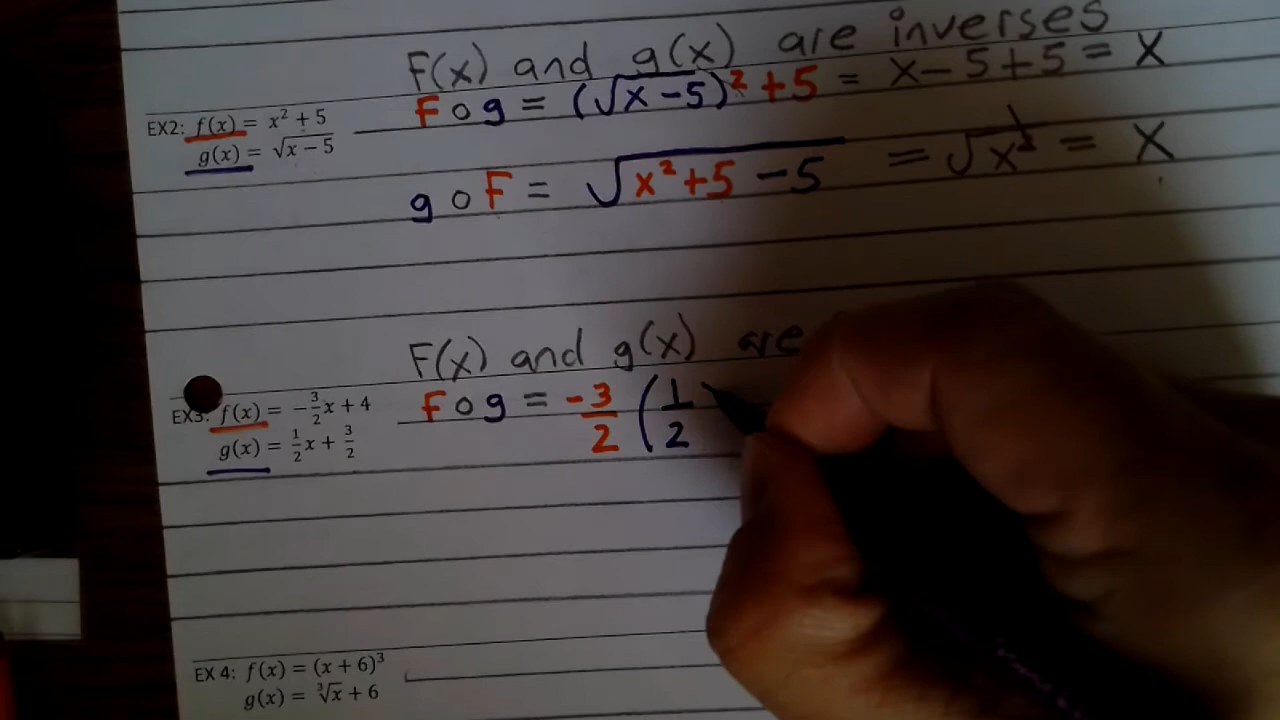 F(x) and g(x) are inverses
F o g = (√x-5)² +5 = x-5+5 = x
EX2: f(x) = x² + 5
g(x) = √x − 5
g o F = √x²+5 -5 = √x² = x
F(x) and g(x) are
EX3: f(x) = −3/2x + 4
F o g = -3/2 (1/2
g(x) = 1/2x + 3/2
EX 4: f(x) = (x + 6)³
g(x) = ∛x + 6